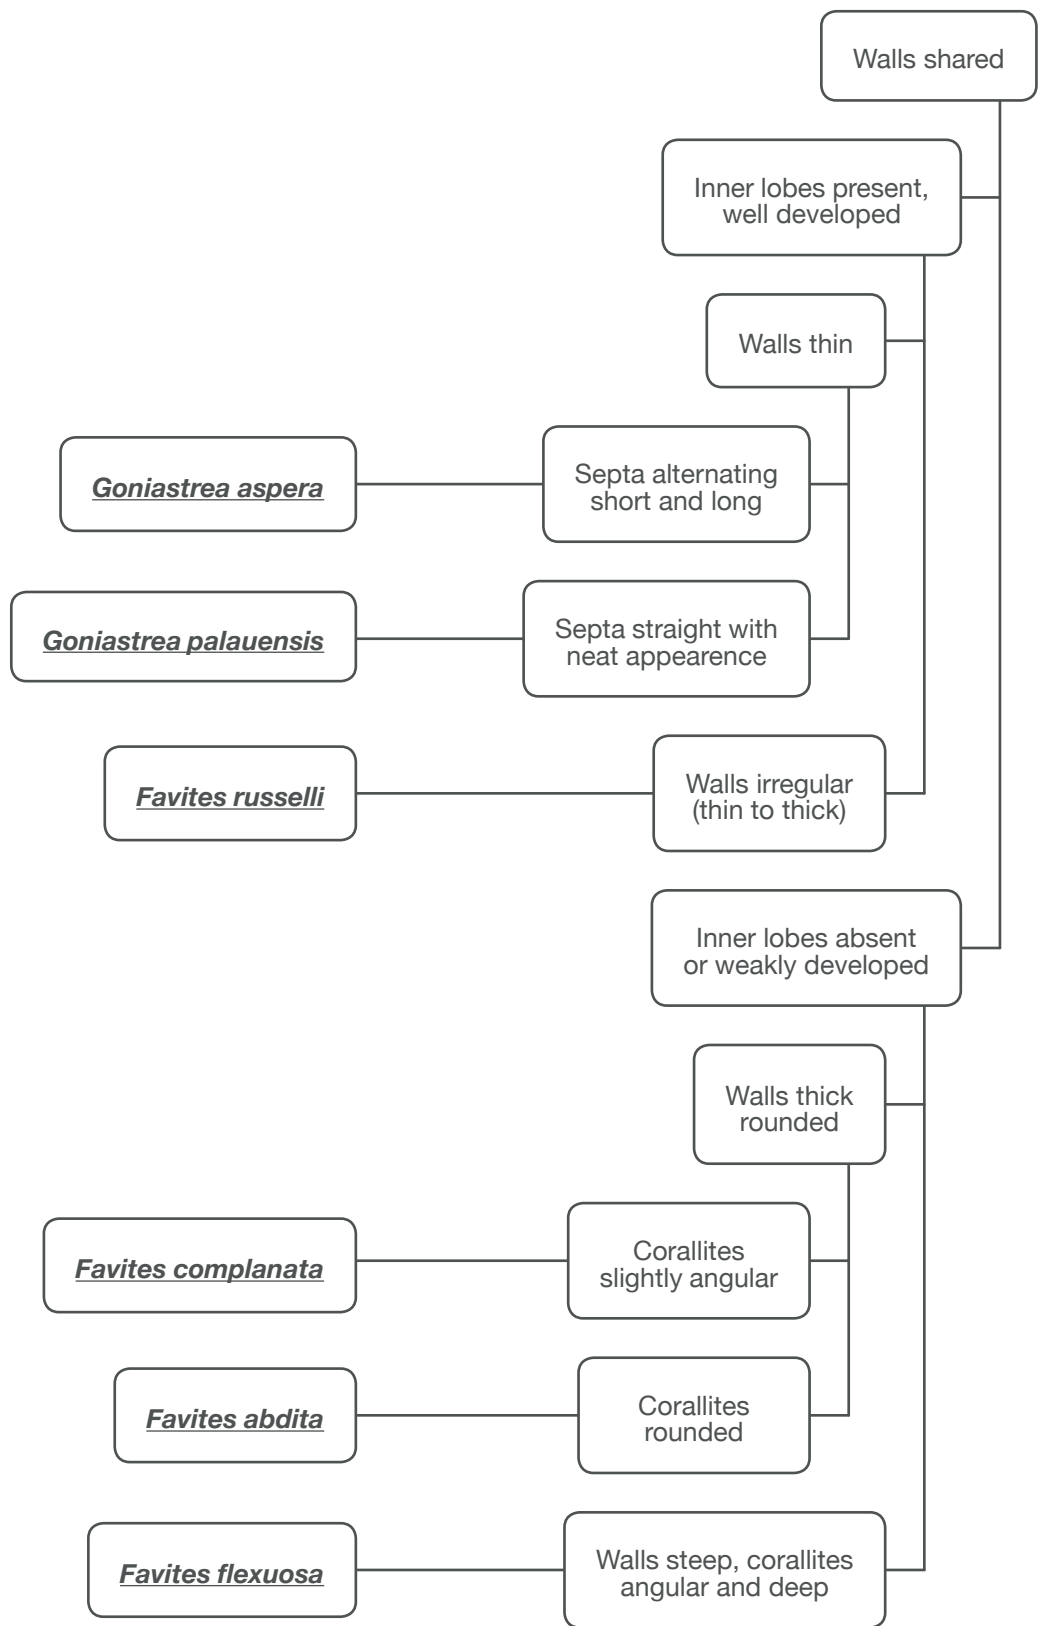 Walls shared
Inner lobes present,
well developed
Walls thin
Goniastrea aspera
Septa alternating
short and long
Goniastrea palauensis
Septa straight with
neat appearence
Favites russelli
Walls irregular
(thin to thick)
Inner lobes absent
or weakly developed
Walls thick
rounded
Favites complanata
Corallites
slightly angular
Favites abdita
Corallites
rounded
Favites flexuosa
Walls steep, corallites
angular and deep